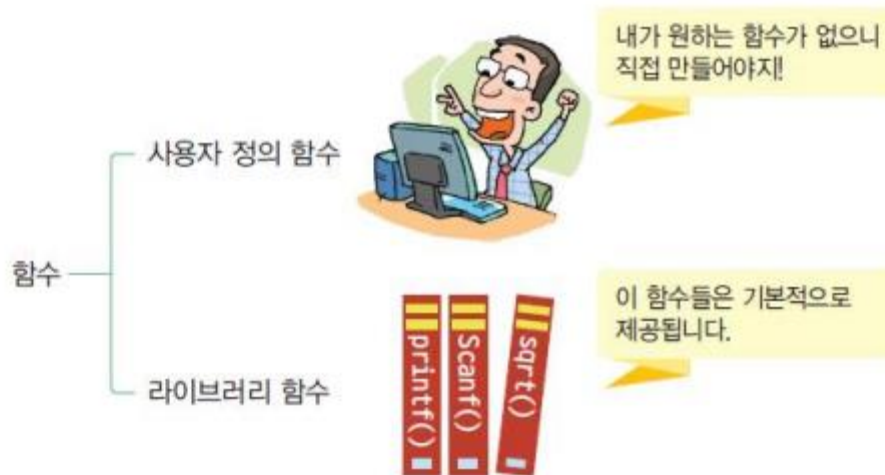 내가 원하는 함수가 없으니
직접 만들어야지!
사용자 정의 함수
함수
이 함수들은 기본적으로
제공됩니다.
라이브러리 함수
printf()
Scanf()
sqrt()